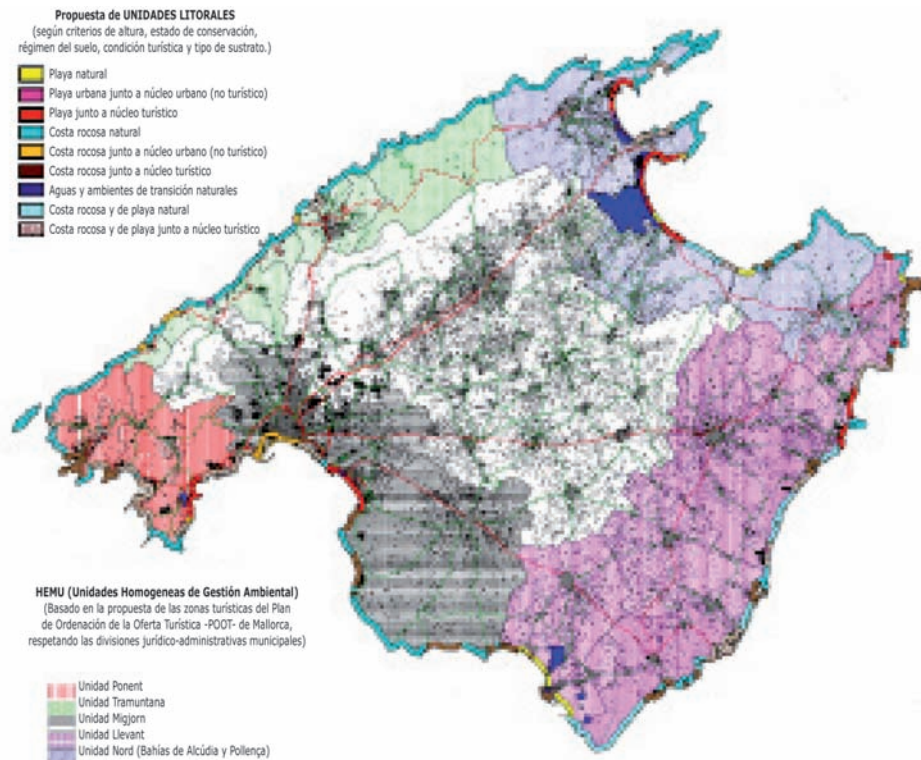 Propuesta de UNIDADES LITORALES
(según criterios de altura, estado de conservación,
régimen del suelo, condición turística y tipo de sustrato.)
Playa natural
Playa urbana junto a núcleo urbano (no turístico)
Playa junto a núcleo turístico
Costa rocosa natural
Costa rocosa junto a núcleo urbano (no turístico)
Costa rocosa junto a núcleo turístico
Aguas y ambientes de transición naturales
Costa rocosa y de playa natural
Costa rocosa y de playa junto a núcleo turístico
HEMU (Unidades Homogeneas de Gestión Ambiental)
(Basado en la propuesta de las zonas turísticas del Plan
de Ordenación de la Oferta Turística -POOT- de Mallorca,
respetando las divisiones jurídico-administrativas municipales)
Unidad Ponent
Unidad Tramuntana
Unidad Migjorn
Unidad Llevant
Unidad Nord (Bahías de Alcúdia y Pollença)